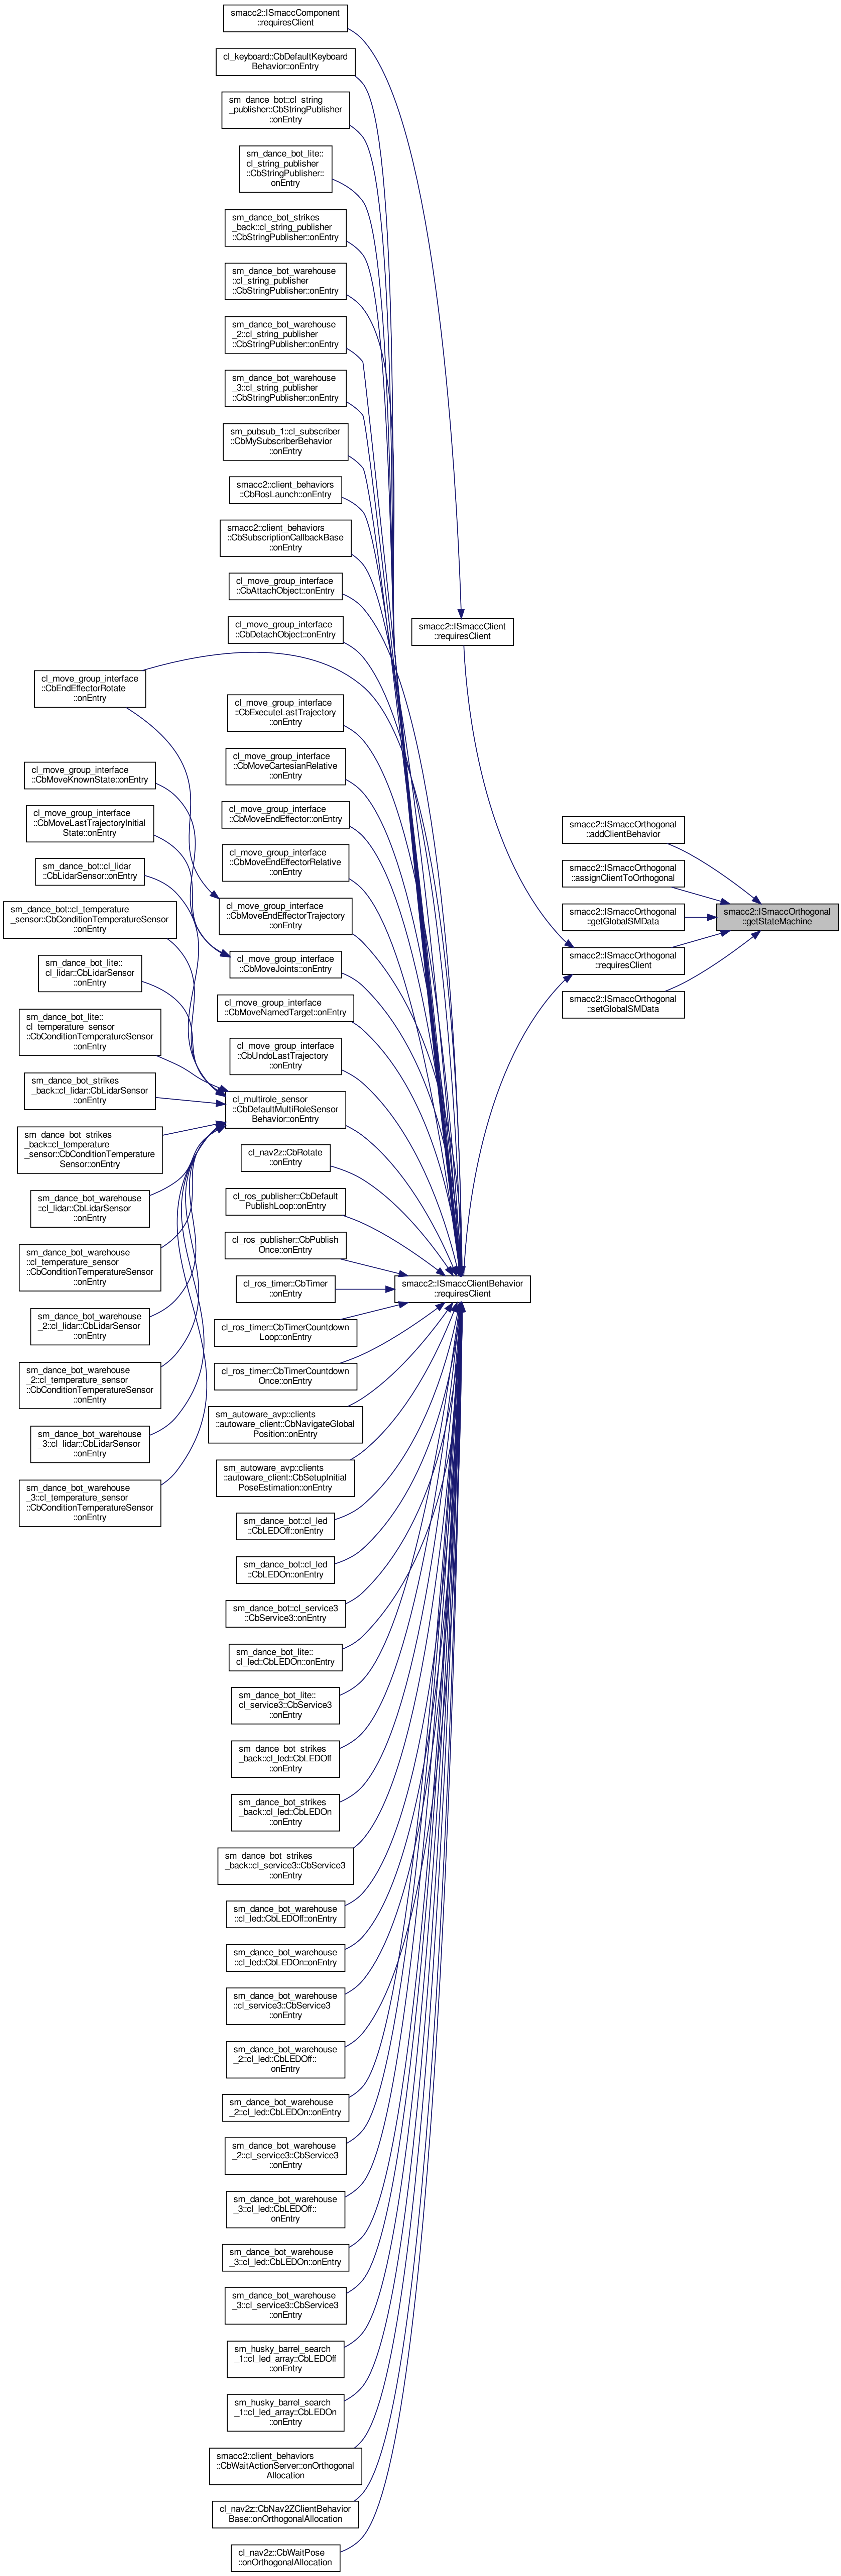 smacc2::ISmaccComponent
::requiresClient
cl_keyboard::CbDefaultKeyboard
Behavior::onEntry
sm_dance_bot::cl_string
_publisher::CbStringPublisher
::onEntry
sm_dance_bot_lite::
cl_string_publisher
::CbStringPublisher::
onEntry
sm_dance_bot_strikes
_back::cl_string_publisher
::CbStringPublisher::onEntry
sm_dance_bot_warehouse
::cl_string_publisher
::CbStringPublisher::onEntry
sm_dance_bot_warehouse
_2::cl_string_publisher
::CbStringPublisher::onEntry
sm_dance_bot_warehouse
_3::cl_string_publisher
::CbStringPublisher::onEntry
sm_pubsub_1::cl_subscriber
::CbMySubscriberBehavior
::onEntry
smacc2::client_behaviors
::CbRosLaunch::onEntry
smacc2::client_behaviors
::CbSubscriptionCallbackBase
::onEntry
cl_move_group_interface
::CbAttachObject::onEntry
cl_move_group_interface
::CbDetachObject::onEntry
smacc2::ISmaccClient
::requiresClient
cl_move_group_interface
::CbEndEffectorRotate
::onEntry
cl_move_group_interface
::CbExecuteLastTrajectory
::onEntry
cl_move_group_interface
::CbMoveCartesianRelative
::onEntry
cl_move_group_interface
::CbMoveKnownState::onEntry
cl_move_group_interface
::CbMoveEndEffector::onEntry
cl_move_group_interface
::CbMoveLastTrajectoryInitial
State::onEntry
smacc2::ISmaccOrthogonal
::addClientBehavior
cl_move_group_interface
::CbMoveEndEffectorRelative
::onEntry
sm_dance_bot::cl_lidar
::CbLidarSensor::onEntry
smacc2::ISmaccOrthogonal
::assignClientToOrthogonal
cl_move_group_interface
::CbMoveEndEffectorTrajectory
::onEntry
sm_dance_bot::cl_temperature
_sensor::CbConditionTemperatureSensor
::onEntry
smacc2::ISmaccOrthogonal
::getGlobalSMData
smacc2::ISmaccOrthogonal
::getStateMachine
cl_move_group_interface
::CbMoveJoints::onEntry
smacc2::ISmaccOrthogonal
::requiresClient
sm_dance_bot_lite::
cl_lidar::CbLidarSensor
::onEntry
cl_move_group_interface
::CbMoveNamedTarget::onEntry
smacc2::ISmaccOrthogonal
::setGlobalSMData
sm_dance_bot_lite::
cl_temperature_sensor
::CbConditionTemperatureSensor
::onEntry
cl_move_group_interface
::CbUndoLastTrajectory
::onEntry
sm_dance_bot_strikes
_back::cl_lidar::CbLidarSensor
::onEntry
cl_multirole_sensor
::CbDefaultMultiRoleSensor
Behavior::onEntry
sm_dance_bot_strikes
_back::cl_temperature
_sensor::CbConditionTemperature
Sensor::onEntry
cl_nav2z::CbRotate
::onEntry
sm_dance_bot_warehouse
::cl_lidar::CbLidarSensor
::onEntry
cl_ros_publisher::CbDefault
PublishLoop::onEntry
cl_ros_publisher::CbPublish
Once::onEntry
sm_dance_bot_warehouse
::cl_temperature_sensor
::CbConditionTemperatureSensor
::onEntry
cl_ros_timer::CbTimer
::onEntry
smacc2::ISmaccClientBehavior
::requiresClient
sm_dance_bot_warehouse
_2::cl_lidar::CbLidarSensor
::onEntry
cl_ros_timer::CbTimerCountdown
Loop::onEntry
cl_ros_timer::CbTimerCountdown
Once::onEntry
sm_dance_bot_warehouse
_2::cl_temperature_sensor
::CbConditionTemperatureSensor
::onEntry
sm_autoware_avp::clients
::autoware_client::CbNavigateGlobal
Position::onEntry
sm_dance_bot_warehouse
_3::cl_lidar::CbLidarSensor
::onEntry
sm_autoware_avp::clients
::autoware_client::CbSetupInitial
PoseEstimation::onEntry
sm_dance_bot_warehouse
_3::cl_temperature_sensor
::CbConditionTemperatureSensor
::onEntry
sm_dance_bot::cl_led
::CbLEDOff::onEntry
sm_dance_bot::cl_led
::CbLEDOn::onEntry
sm_dance_bot::cl_service3
::CbService3::onEntry
sm_dance_bot_lite::
cl_led::CbLEDOn::onEntry
sm_dance_bot_lite::
cl_service3::CbService3
::onEntry
sm_dance_bot_strikes
_back::cl_led::CbLEDOff
::onEntry
sm_dance_bot_strikes
_back::cl_led::CbLEDOn
::onEntry
sm_dance_bot_strikes
_back::cl_service3::CbService3
::onEntry
sm_dance_bot_warehouse
::cl_led::CbLEDOff::onEntry
sm_dance_bot_warehouse
::cl_led::CbLEDOn::onEntry
sm_dance_bot_warehouse
::cl_service3::CbService3
::onEntry
sm_dance_bot_warehouse
_2::cl_led::CbLEDOff::
onEntry
sm_dance_bot_warehouse
_2::cl_led::CbLEDOn::onEntry
sm_dance_bot_warehouse
_2::cl_service3::CbService3
::onEntry
sm_dance_bot_warehouse
_3::cl_led::CbLEDOff::
onEntry
sm_dance_bot_warehouse
_3::cl_led::CbLEDOn::onEntry
sm_dance_bot_warehouse
_3::cl_service3::CbService3
::onEntry
sm_husky_barrel_search
_1::cl_led_array::CbLEDOff
::onEntry
sm_husky_barrel_search
_1::cl_led_array::CbLEDOn
::onEntry
smacc2::client_behaviors
::CbWaitActionServer::onOrthogonal
Allocation
cl_nav2z::CbNav2ZClientBehavior
Base::onOrthogonalAllocation
cl_nav2z::CbWaitPose
::onOrthogonalAllocation